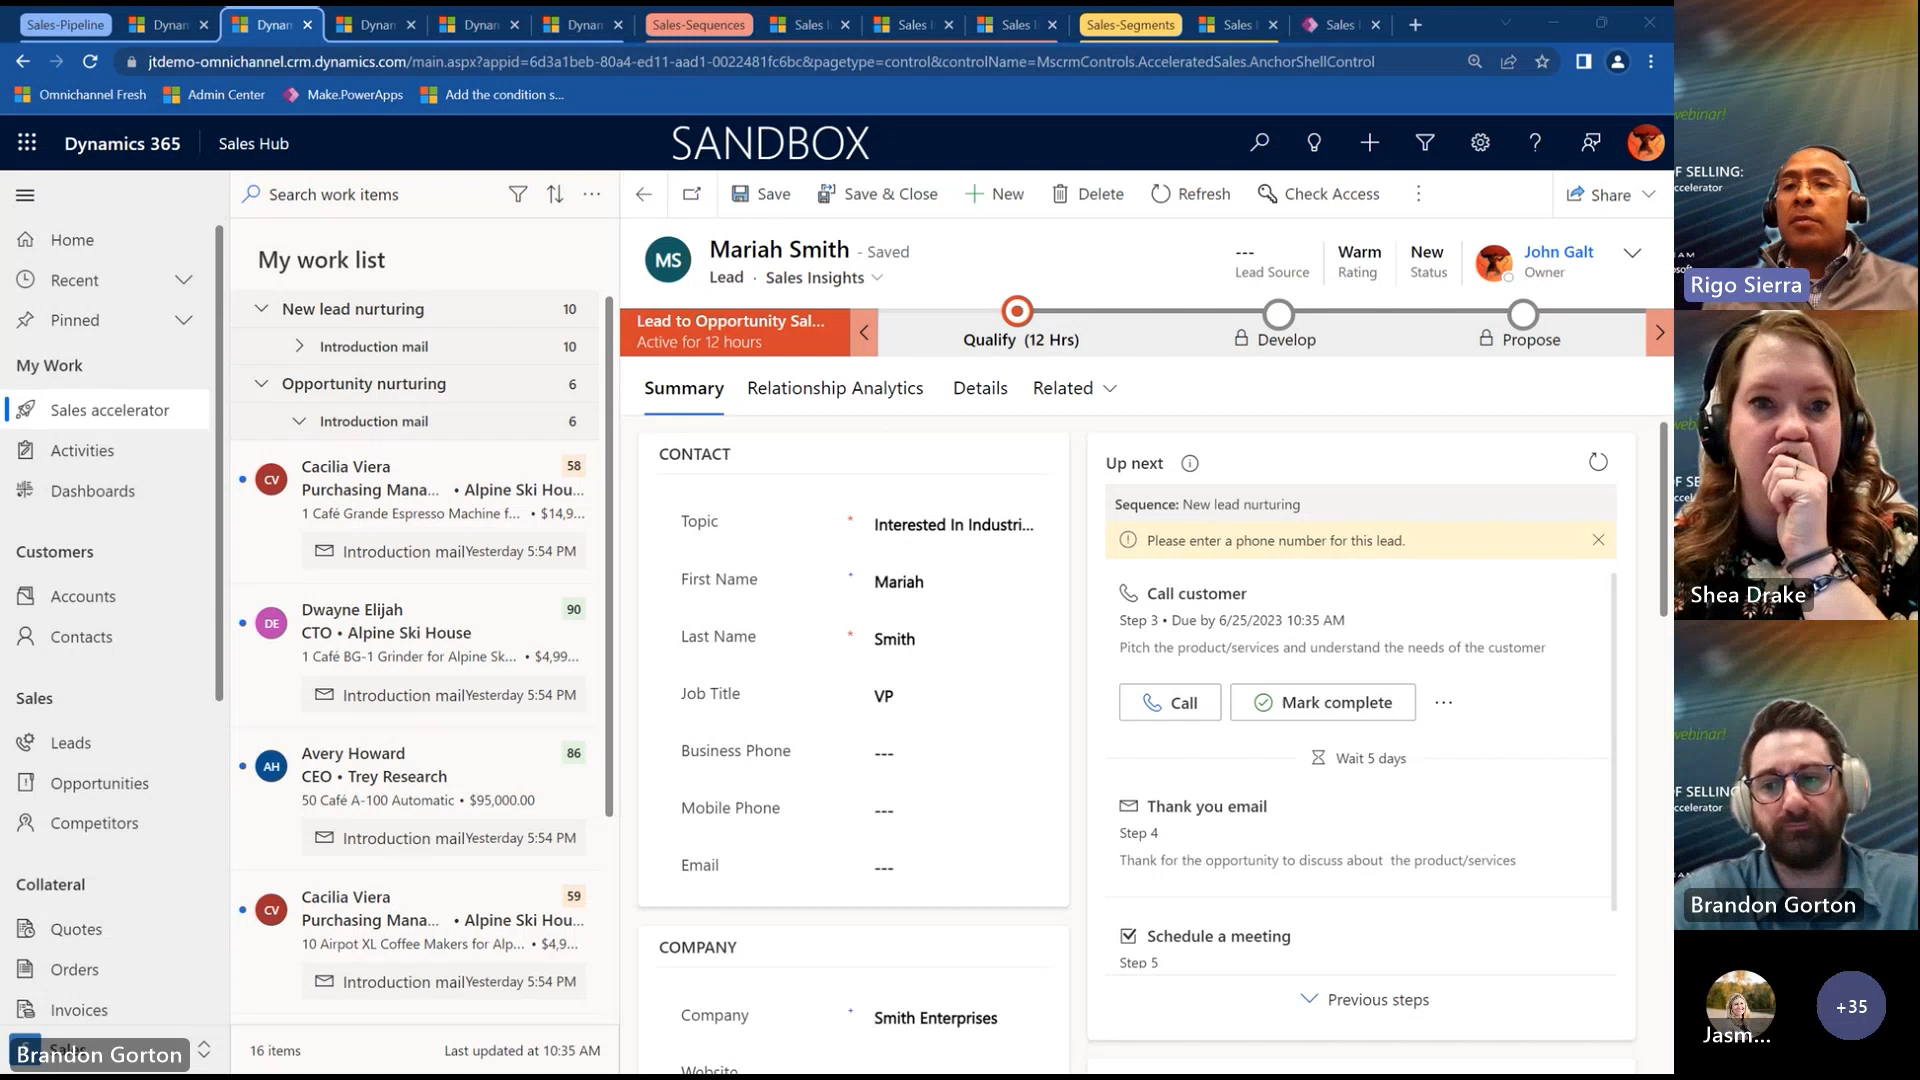 Sales-Pipeline
Dynam
Dynam
Dynam
Dynam
Dynam
Sales-Sequences
Sales I
Sales I
Sales I
Sales-Segments
Sales
Sales
jtdemo-omnichannel.crm.dynamics.com/main.aspx?appid=6d3a1beb-80a4-ed11-aad1-0022481fc6bc&pagetype=control&controlName=MscrmControls.AcceleratedSales.AnchorShellControl
Omnichannel Fresh
Admin Center
Make.PowerApps
Add the condition s...
Dynamics 365
Sales Hub
SANDBOX
Home
Recent
Pinned
My Work
Sales accelerator
Activities
Dashboards
Customers
Accounts
Contacts
Sales
Leads
Opportunities
Competitors
Collateral
Quotes
Orders
Invoices
Brandon Gorton
Search work items
My work list
New lead nurturing 10
Introduction mail 10
Opportunity nurturing 6
Introduction mail 6
CV
Cacilia Viera 58
Purchasing Mana... • Alpine Ski Hou...
1 Café Grande Espresso Machine f... • $14,9...
Introduction mail Yesterday 5:54 PM
DE
Dwayne Elijah 90
CTO • Alpine Ski House
1 Café BG-1 Grinder for Alpine Sk... • $4,99...
Introduction mail Yesterday 5:54 PM
AH
Avery Howard 86
CEO • Trey Research
50 Café A-100 Automatic • $95,000.00
Introduction mail Yesterday 5:54 PM
CV
Cacilia Viera 59
Purchasing Mana... • Alpine Ski Hou...
10 Airpot XL Coffee Makers for Alp... • $4,9...
Introduction mail Yesterday 5:54 PM
16 items
Last updated at 10:35 AM
Save
Save & Close
New
Delete
Refresh
Check Access
Share
MS
Mariah Smith - Saved
Lead · Sales Insights
---
Lead Source
Warm
Rating
New
Status
John Galt
Owner
Lead to Opportunity Sal...
Active for 12 hours
Qualify (12 Hrs)
Develop
Propose
Summary
Relationship Analytics
Details
Related
CONTACT
Topic * Interested In Industri...
First Name + Mariah
Last Name * Smith
Job Title VP
Business Phone ---
Mobile Phone ---
Email ---
COMPANY
Company + Smith Enterprises
Website
Up next
Sequence: New lead nurturing
Please enter a phone number for this lead.
Call customer
Step 3 • Due by 6/25/2023 10:35 AM
Pitch the product/services and understand the needs of the customer
Call
Mark complete
Wait 5 days
Thank you email
Step 4
Thank for the opportunity to discuss about the product/services
Schedule a meeting
Step 5
Previous steps
webinar!
OF SELLING:
ccelerator
TEAM
Rigo Sierra
Shea Drake
webinar!
OF SELLING
ccelerator
Brandon Gorton
Jasm...
+35